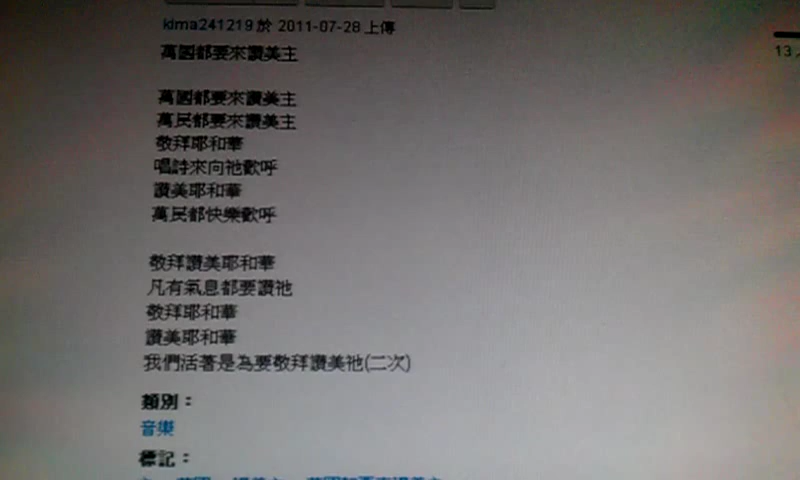 kima241219 於 2011-07-28 上傳
萬國都要來讚美主
萬國都要來讚美主
萬民都要來讚美主
敬拜耶和華
唱詩來向祂歡呼
讚美耶和華
萬民都快樂歡呼
敬拜讚美耶和華
凡有氣息都要讚祂
敬拜耶和華
讚美耶和華
我們活著是為要敬拜讚美祂(二次)
類別：
音樂
標記：
13